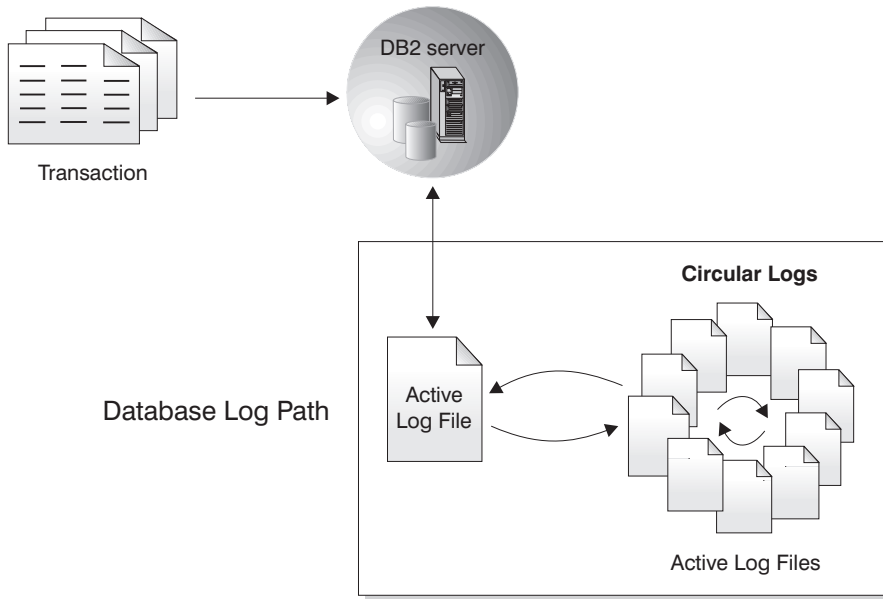 DB2 server
Transaction
Circular Logs
Active
Log File
Database Log Path
Active Log Files